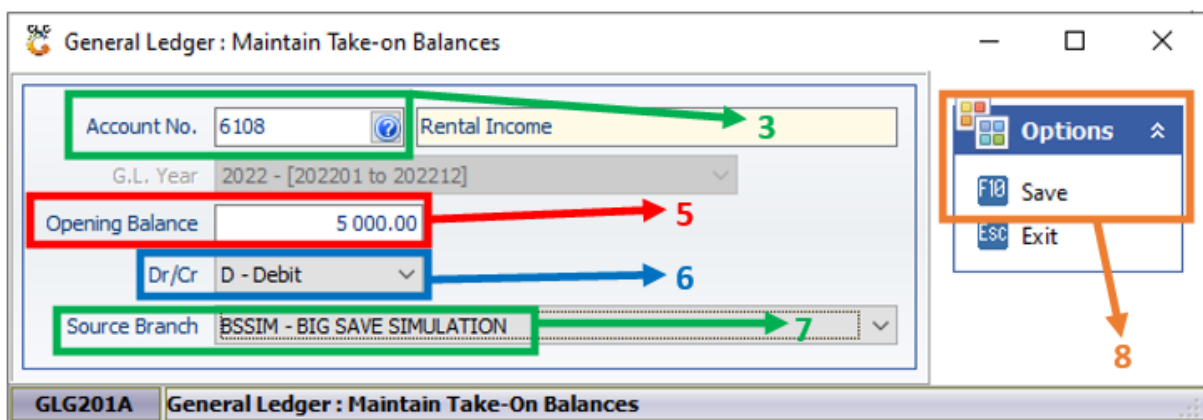 General Ledger : Maintain Take-on Balances
Account No. 6108 Rental Income 3
G.L. Year 2022 - [202201 to 202212]
Opening Balance 5 000.00 5
Dr/Cr D - Debit 6
Source Branch BSSIM - BIG SAVE SIMULATION 7
Options
F10 Save
ESC Exit
8
GLG201A General Ledger : Maintain Take-On Balances